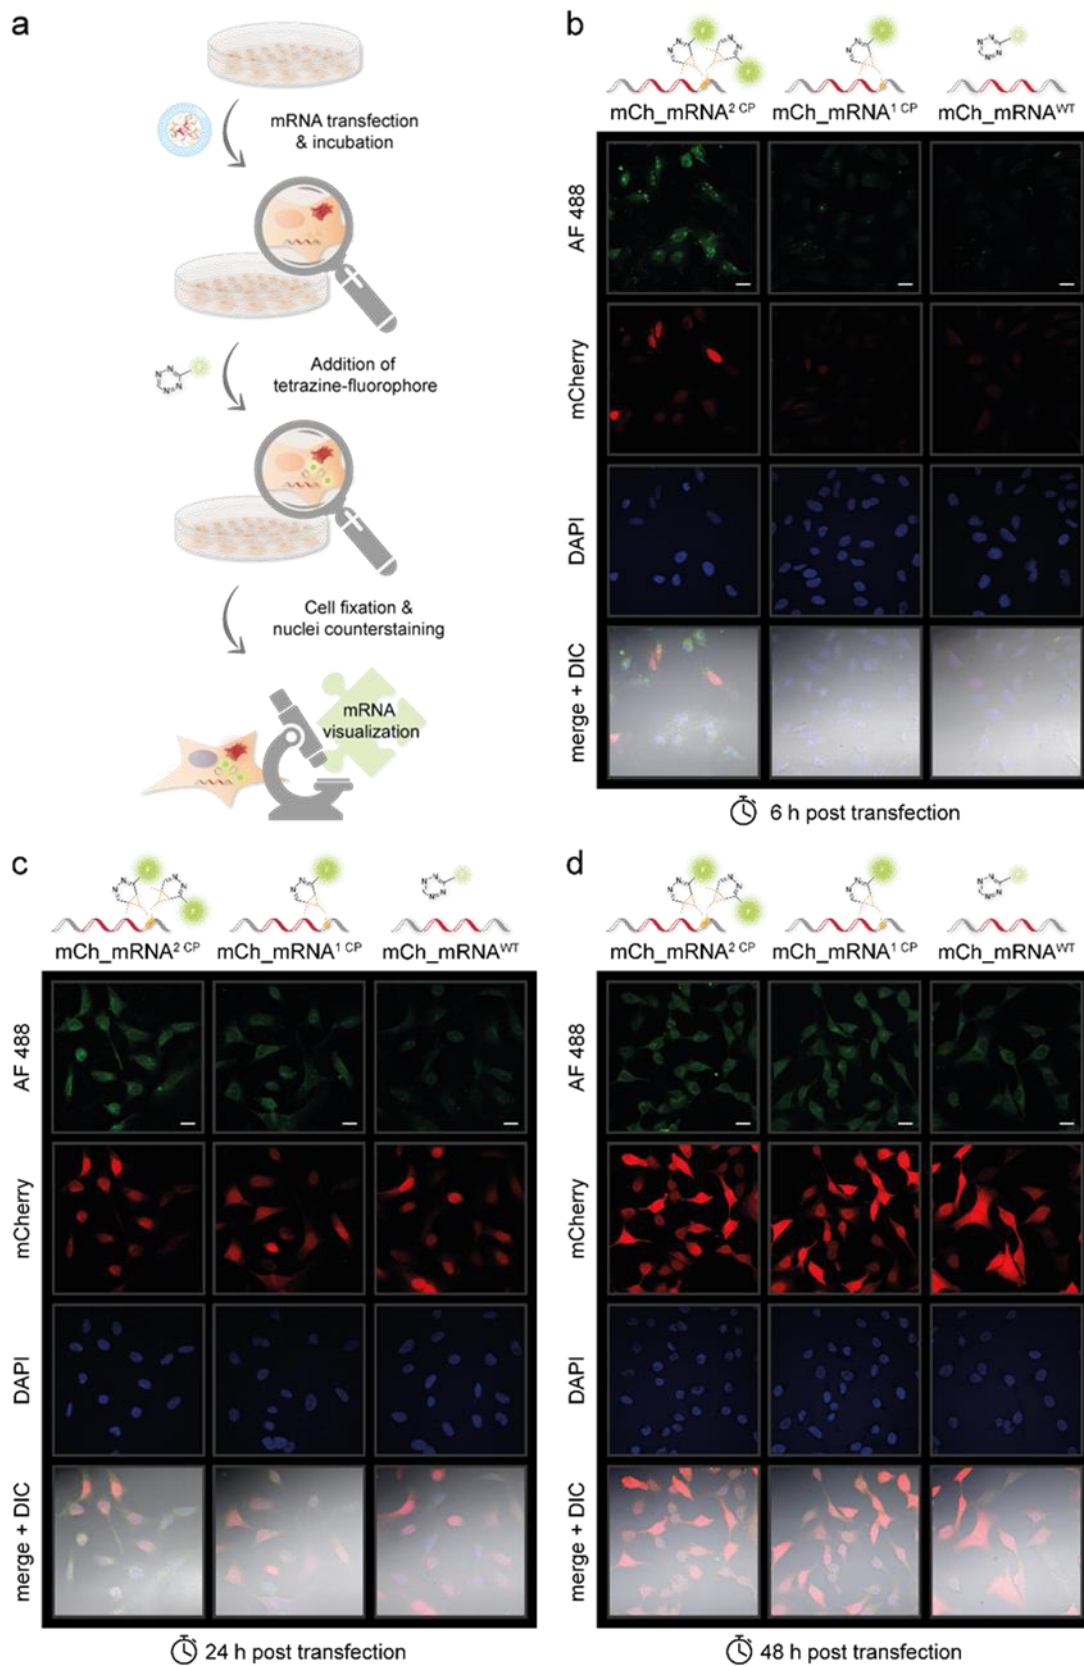 a
mRNA transfection
& incubation
Addition of
tetrazine-fluorophore
Cell fixation &
nuclei counterstaining
mRNA
visualization
b
mCh_mRNA² ᶜᴾ
mCh_mRNA¹ ᶜᴾ
mCh_mRNAᵂᵀ
AF 488
mCherry
DAPI
merge + DIC
6 h post transfection
c
mCh_mRNA² ᶜᴾ
mCh_mRNA¹ ᶜᴾ
mCh_mRNAᵂᵀ
AF 488
mCherry
DAPI
merge + DIC
24 h post transfection
d
mCh_mRNA² ᶜᴾ
mCh_mRNA¹ ᶜᴾ
mCh_mRNAᵂᵀ
AF 488
mCherry
DAPI
merge + DIC
48 h post transfection